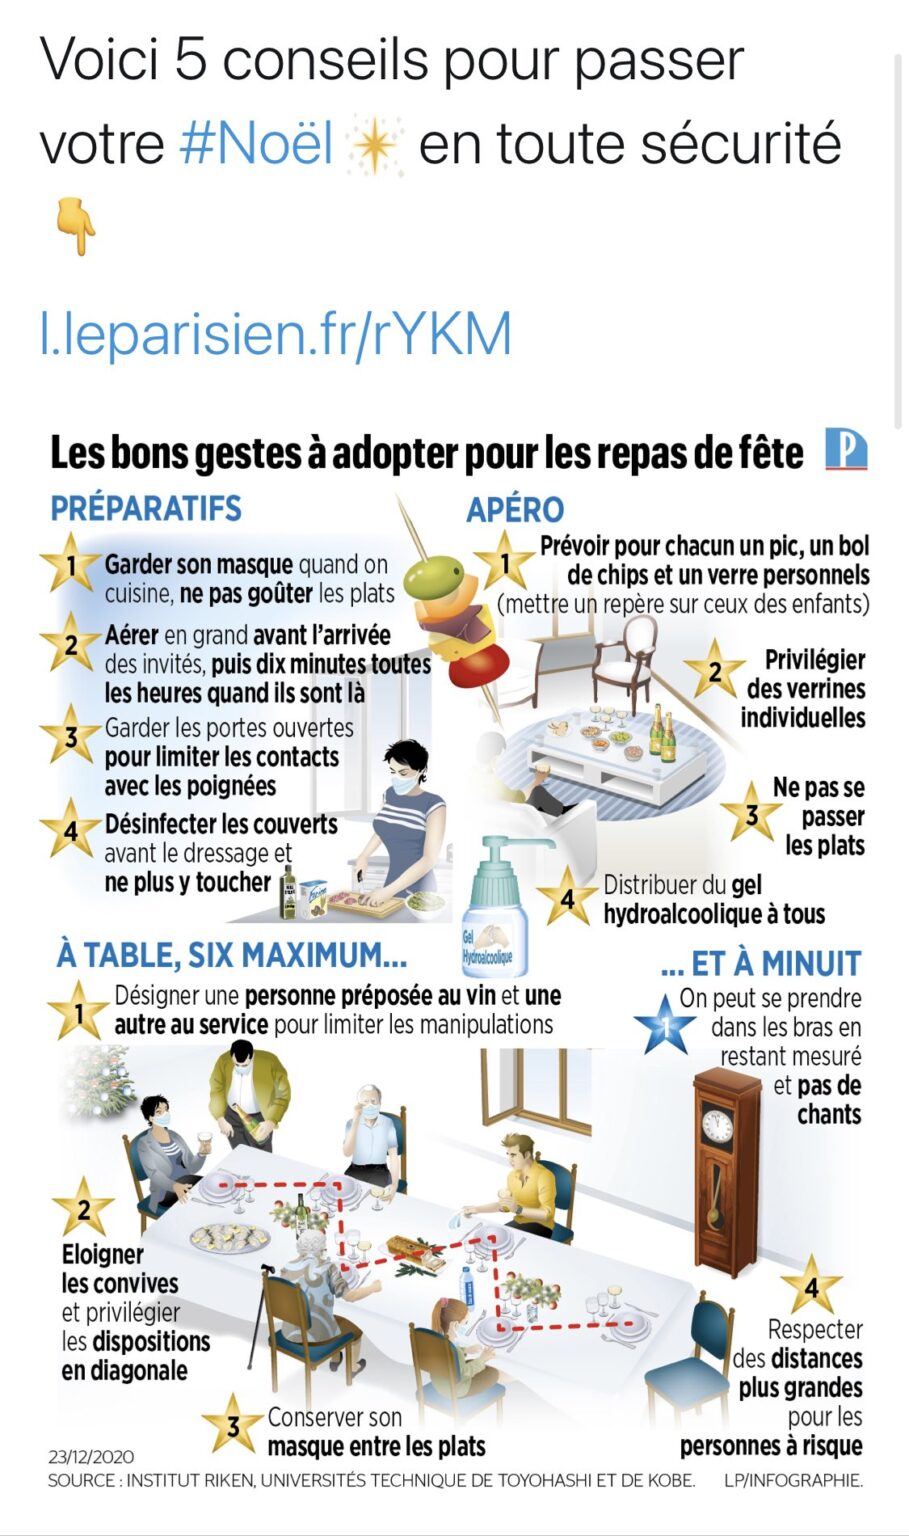 Voici 5 conseils pour passer
votre #Noël ✨ en toute sécurité
👇
l.leparisien.fr/rYKM
Les bons gestes à adopter pour les repas de fête
P
PRÉPARATIFS
1
Garder son masque quand on
cuisine, ne pas goûter les plats
2
Aérer en grand avant l'arrivée
des invités, puis dix minutes toutes
les heures quand ils sont là
3
Garder les portes ouvertes
pour limiter les contacts
avec les poignées
4
Désinfecter les couverts
avant le dressage et
ne plus y toucher
APÉRO
1
Prévoir pour chacun un pic, un bol
de chips et un verre personnels
(mettre un repère sur ceux des enfants)
2
Privilégier
des verrines
individuelles
3
Ne pas se
passer
les plats
4
Distribuer du gel
hydroalcoolique à tous
Gel
Hydroalcoolique
À TABLE, SIX MAXIMUM...
1
Désigner une personne préposée au vin et une
autre au service pour limiter les manipulations
2
Eloigner
les convives
et privilégier
les dispositions
en diagonale
3
Conserver son
masque entre les plats
4
Respecter
des distances
plus grandes
pour les
personnes à risque
... ET À MINUIT
1
On peut se prendre
dans les bras en
restant mesuré
et pas de
chants
23/12/2020
SOURCE : INSTITUT RIKEN, UNIVERSITÉS TECHNIQUE DE TOYOHASHI ET DE KOBE.
LP/INFOGRAPHIE.